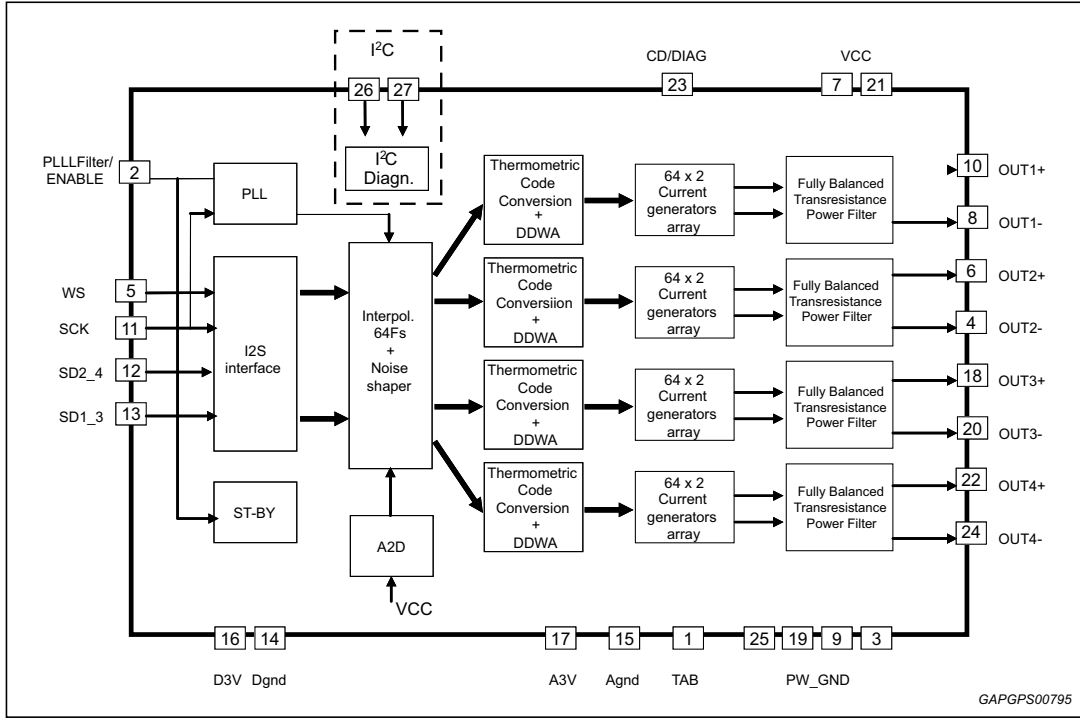 I²C
CD/DIAG
VCC
26 27
23
7 21
PLLLFilter/
ENABLE
2
PLL
I²C
Diagn.
Thermometric
Code
Conversion
+
DDWA
64 x 2
Current
generators
array
Fully Balanced
Transresistance
Power Filter
10 OUT1+
8 OUT1-
WS 5
SCK 11
SD2_4 12
SD1_3 13
I2S
interface
Interpol.
64Fs
+
Noise
shaper
Thermometric
Code
Conversiion
+
DDWA
64 x 2
Current
generators
array
Fully Balanced
Transresistance
Power Filter
6 OUT2+
4 OUT2-
Thermometric
Code
Conversion
+
DDWA
64 x 2
Current
generators
array
Fully Balanced
Transresistance
Power Filter
18 OUT3+
20 OUT3-
Thermometric
Code
Conversion
+
DDWA
64 x 2
Current
generators
array
Fully Balanced
Transresistance
Power Filter
22 OUT4+
24 OUT4-
ST-BY
A2D
VCC
16 14
17
15
1
25 19 9 3
D3V Dgnd
A3V
Agnd
TAB
PW_GND
GAPGPS00795